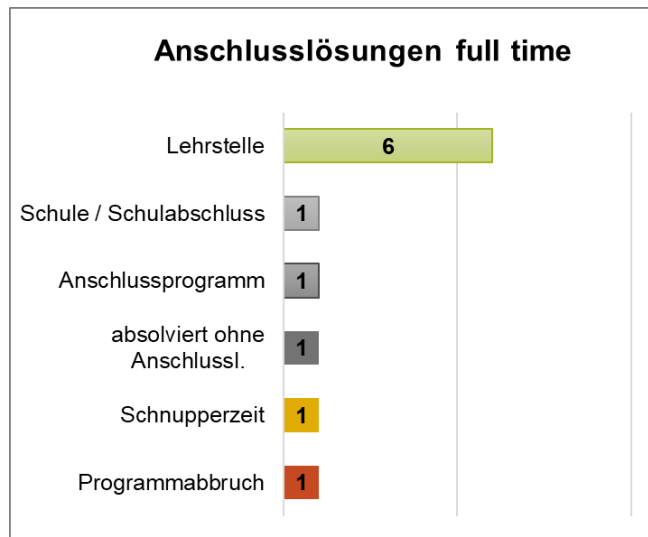 Anschlusslösungen full time
Lehrstelle
6
Schule / Schulabschluss
1
Anschlussprogramm
1
absolviert ohne
Anschlussl.
1
Schnupperzeit
1
Programmabbruch
1